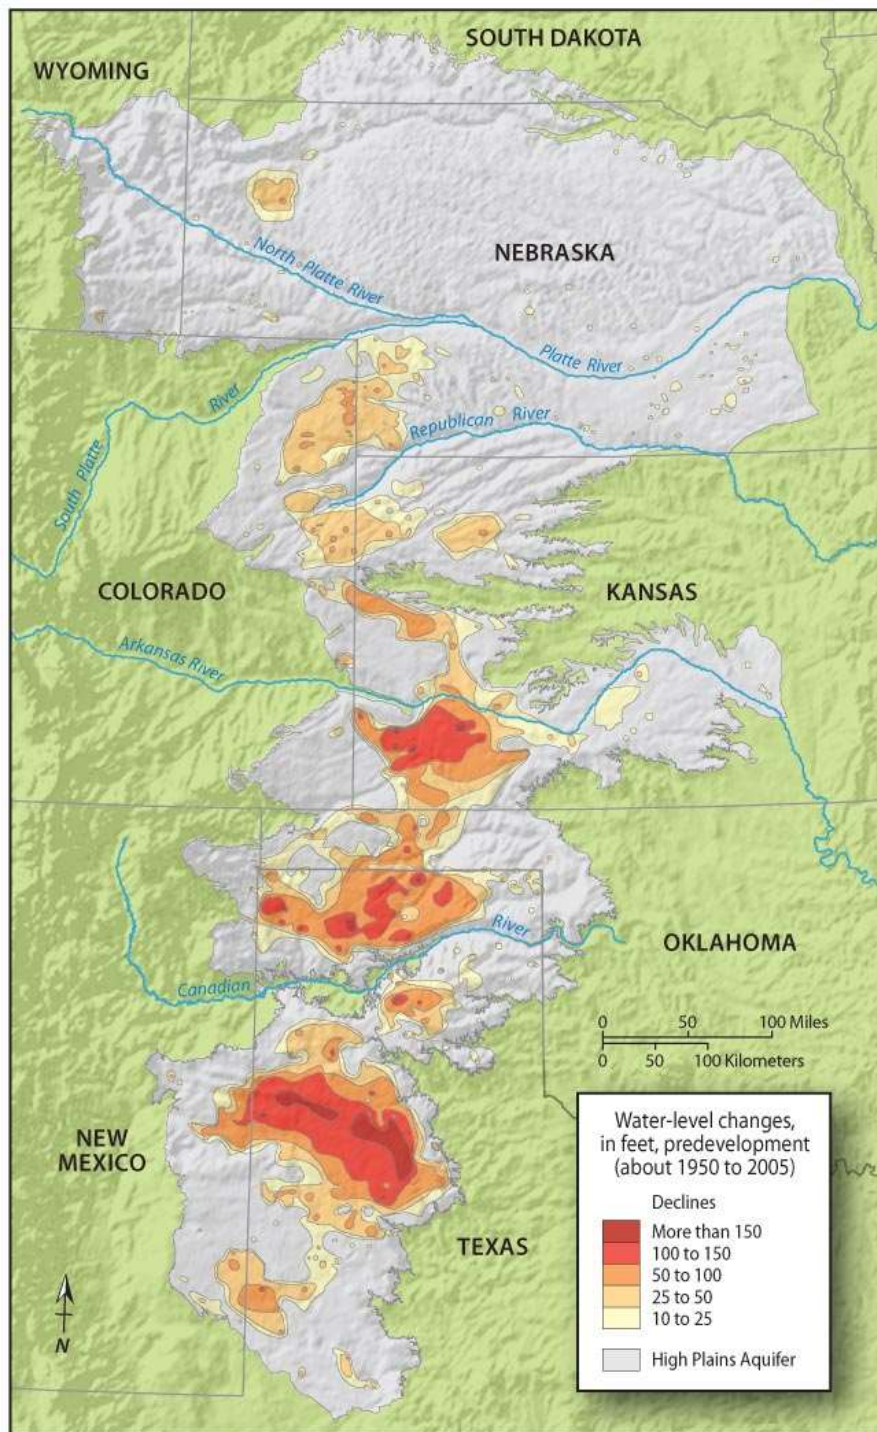 SOUTH DAKOTA
WYOMING
NEBRASKA
North Platte River
Platte River
River
South Platte
Republican River
COLORADO
KANSAS
Arkansas River
River
Canadian
OKLAHOMA
0 50 100 Miles
0 50 100 Kilometers
NEW
MEXICO
TEXAS
N
Water-level changes,
in feet, predevelopment
(about 1950 to 2005)
Declines
More than 150
100 to 150
50 to 100
25 to 50
10 to 25
High Plains Aquifer